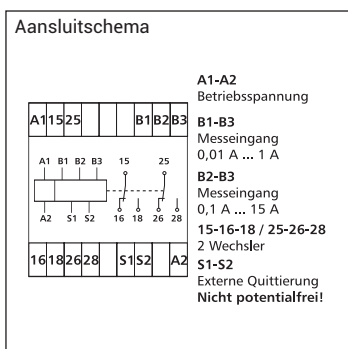 Aansluitschema
A1 15 25 B1 B2 B3
A1 B1 B2 B3 15 25
A2 S1 S2 16 18 26 28
16 18 26 28 S1 S2 A2
A1-A2
Betriebsspannung
B1-B3
Messeingang
0,01 A ... 1 A
B2-B3
Messeingang
0,1 A ... 15 A
15-16-18 / 25-26-28
2 Wechsler
S1-S2
Externe Quittierung
Nicht potentialfrei!